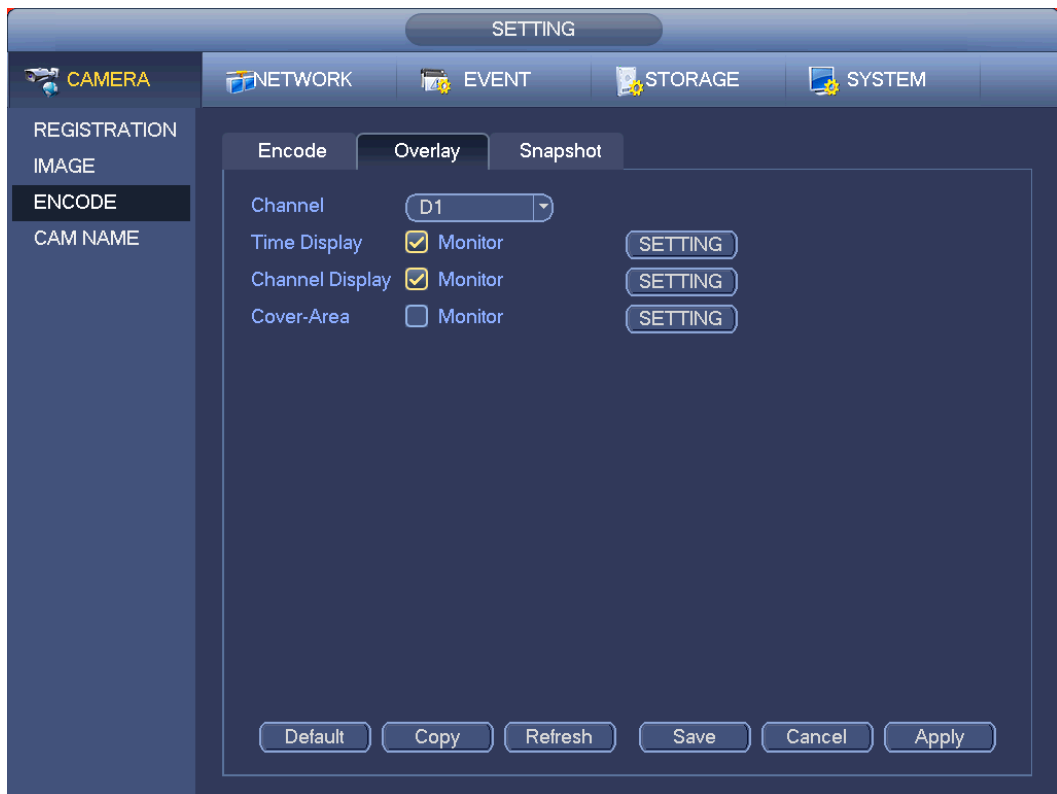 SETTING
CAMERA NETWORK EVENT STORAGE SYSTEM
REGISTRATION
IMAGE
ENCODE
CAM NAME
Encode Overlay Snapshot
Channel D1
Time Display Monitor SETTING
Channel Display Monitor SETTING
Cover-Area Monitor SETTING
Default Copy Refresh Save Cancel Apply